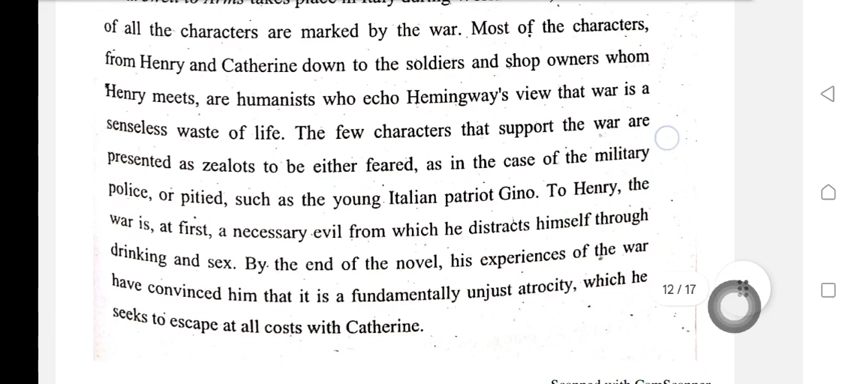 of all the characters are marked by the war. Most of the characters,
from Henry and Catherine down to the soldiers and shop owners whom
Henry meets, are humanists who echo Hemingway's view that war is a
senseless waste of life. The few characters that support the war are
presented as zealots to be either feared, as in the case of the military
police, or pitied, such as the young Italian patriot Gino. To Henry, the
war is, at first, a necessary evil from which he distracts himself through
drinking and sex. By the end of the novel, his experiences of the war
have convinced him that it is a fundamentally unjust atrocity, which he
12 / 17
seeks to escape at all costs with Catherine.